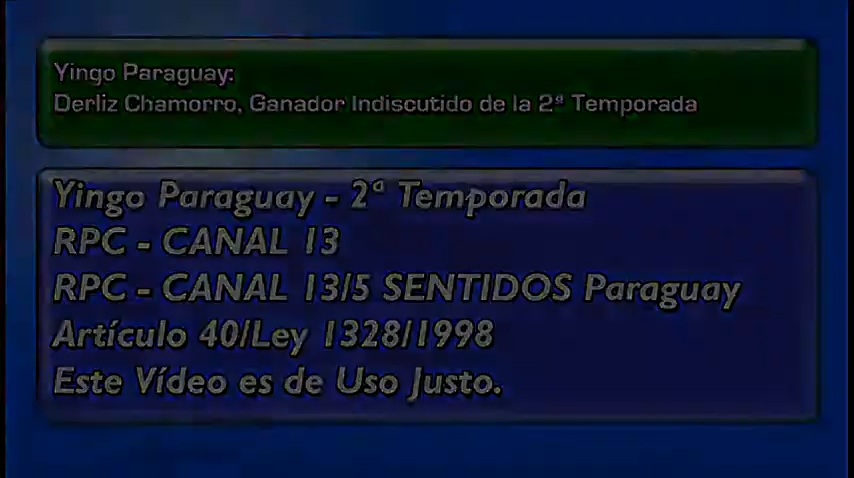 Yingo Paraguay:
Derliz Chamorro, Ganador Indiscutido de la 2ª Temporada
Yingo Paraguay - 2ª Temporada
RPC - CANAL 13
RPC - CANAL 13/5 SENTIDOS Paraguay
Artículo 40/Ley 1328/1998
Este Vídeo es de Uso Justo.